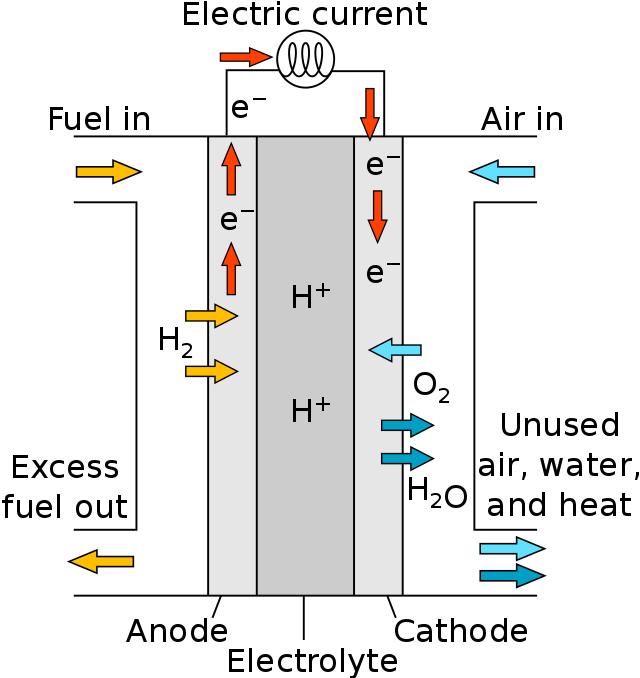 Electric current
e−
Fuel in
Air in
e−
e−
e−
H+
H2
O2
H+
Unused
air, water,
and heat
Excess
fuel out
H2O
Anode
Cathode
Electrolyte